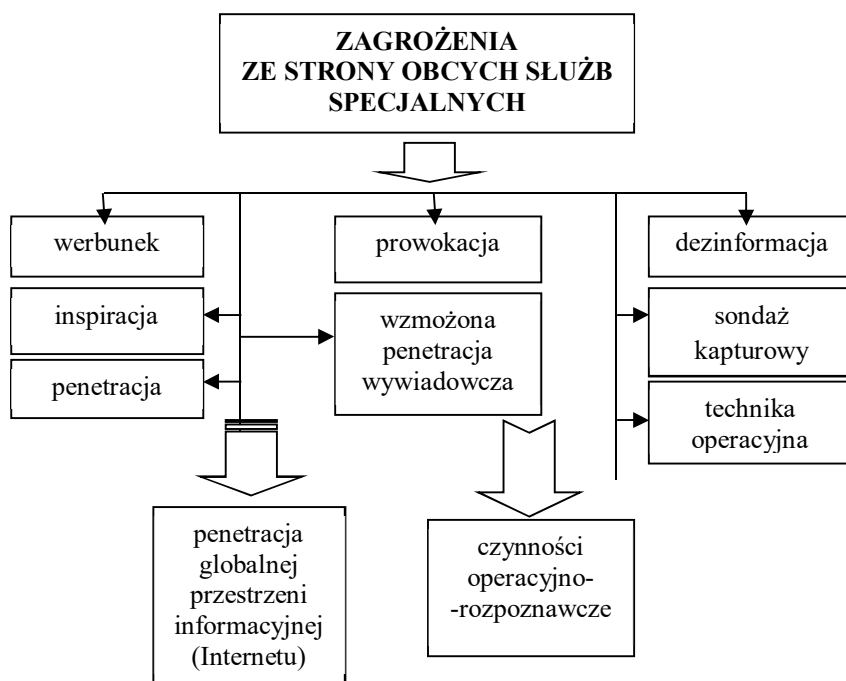 ZAGROŻENIA
ZE STRONY OBCYCH SŁUŻB
SPECJALNYCH
werbunek
prowokacja
dezinformacja
inspiracja
wzmożona
penetracja
wywiadowcza
sondaż
kapturowy
penetracja
technika
operacyjna
penetracja
globalnej
przestrzeni
informacyjnej
(Internetu)
czynności
operacyjno-
-rozpoznawcze